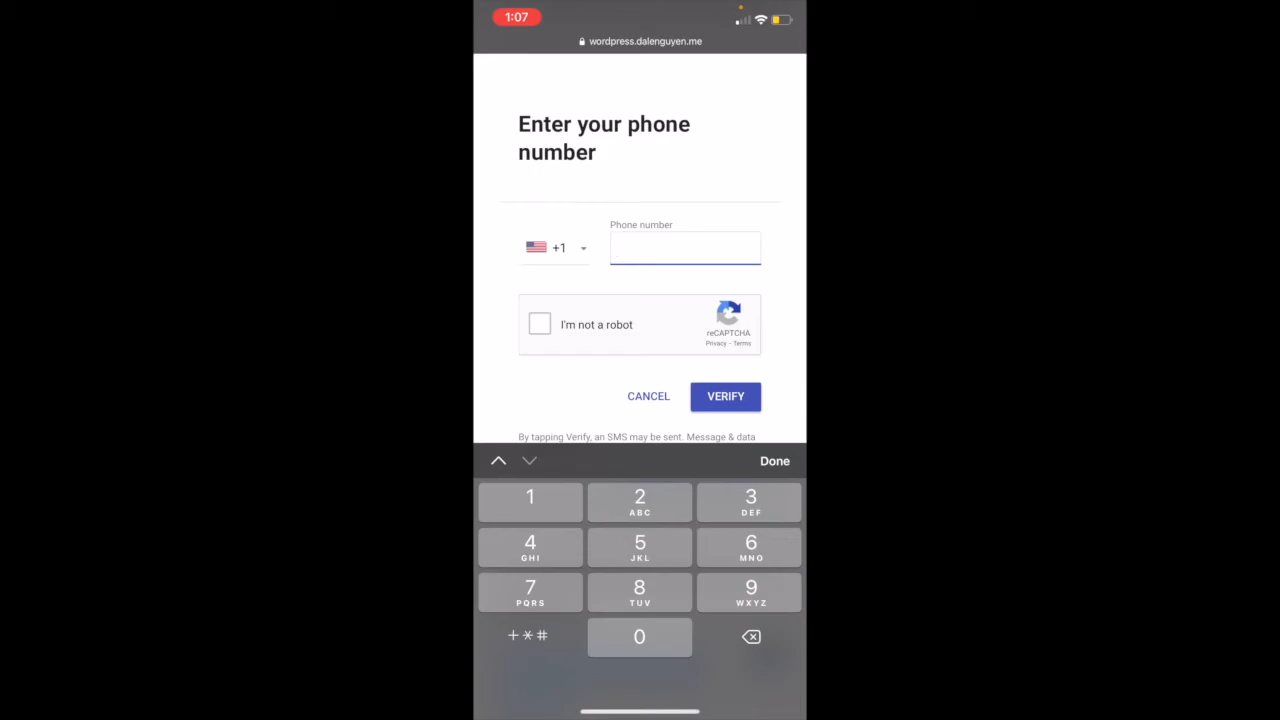 1:07
wordpress.dalenguyen.me
Enter your phone
number
Phone number
+1
I'm not a robot
reCAPTCHA
Privacy - Terms
CANCEL
VERIFY
By tapping Verify, an SMS may be sent. Message & data
Done
1
2
ABC
3
DEF
4
GHI
5
JKL
6
MNO
7
PQRS
8
TUV
9
WXYZ
+*#
0